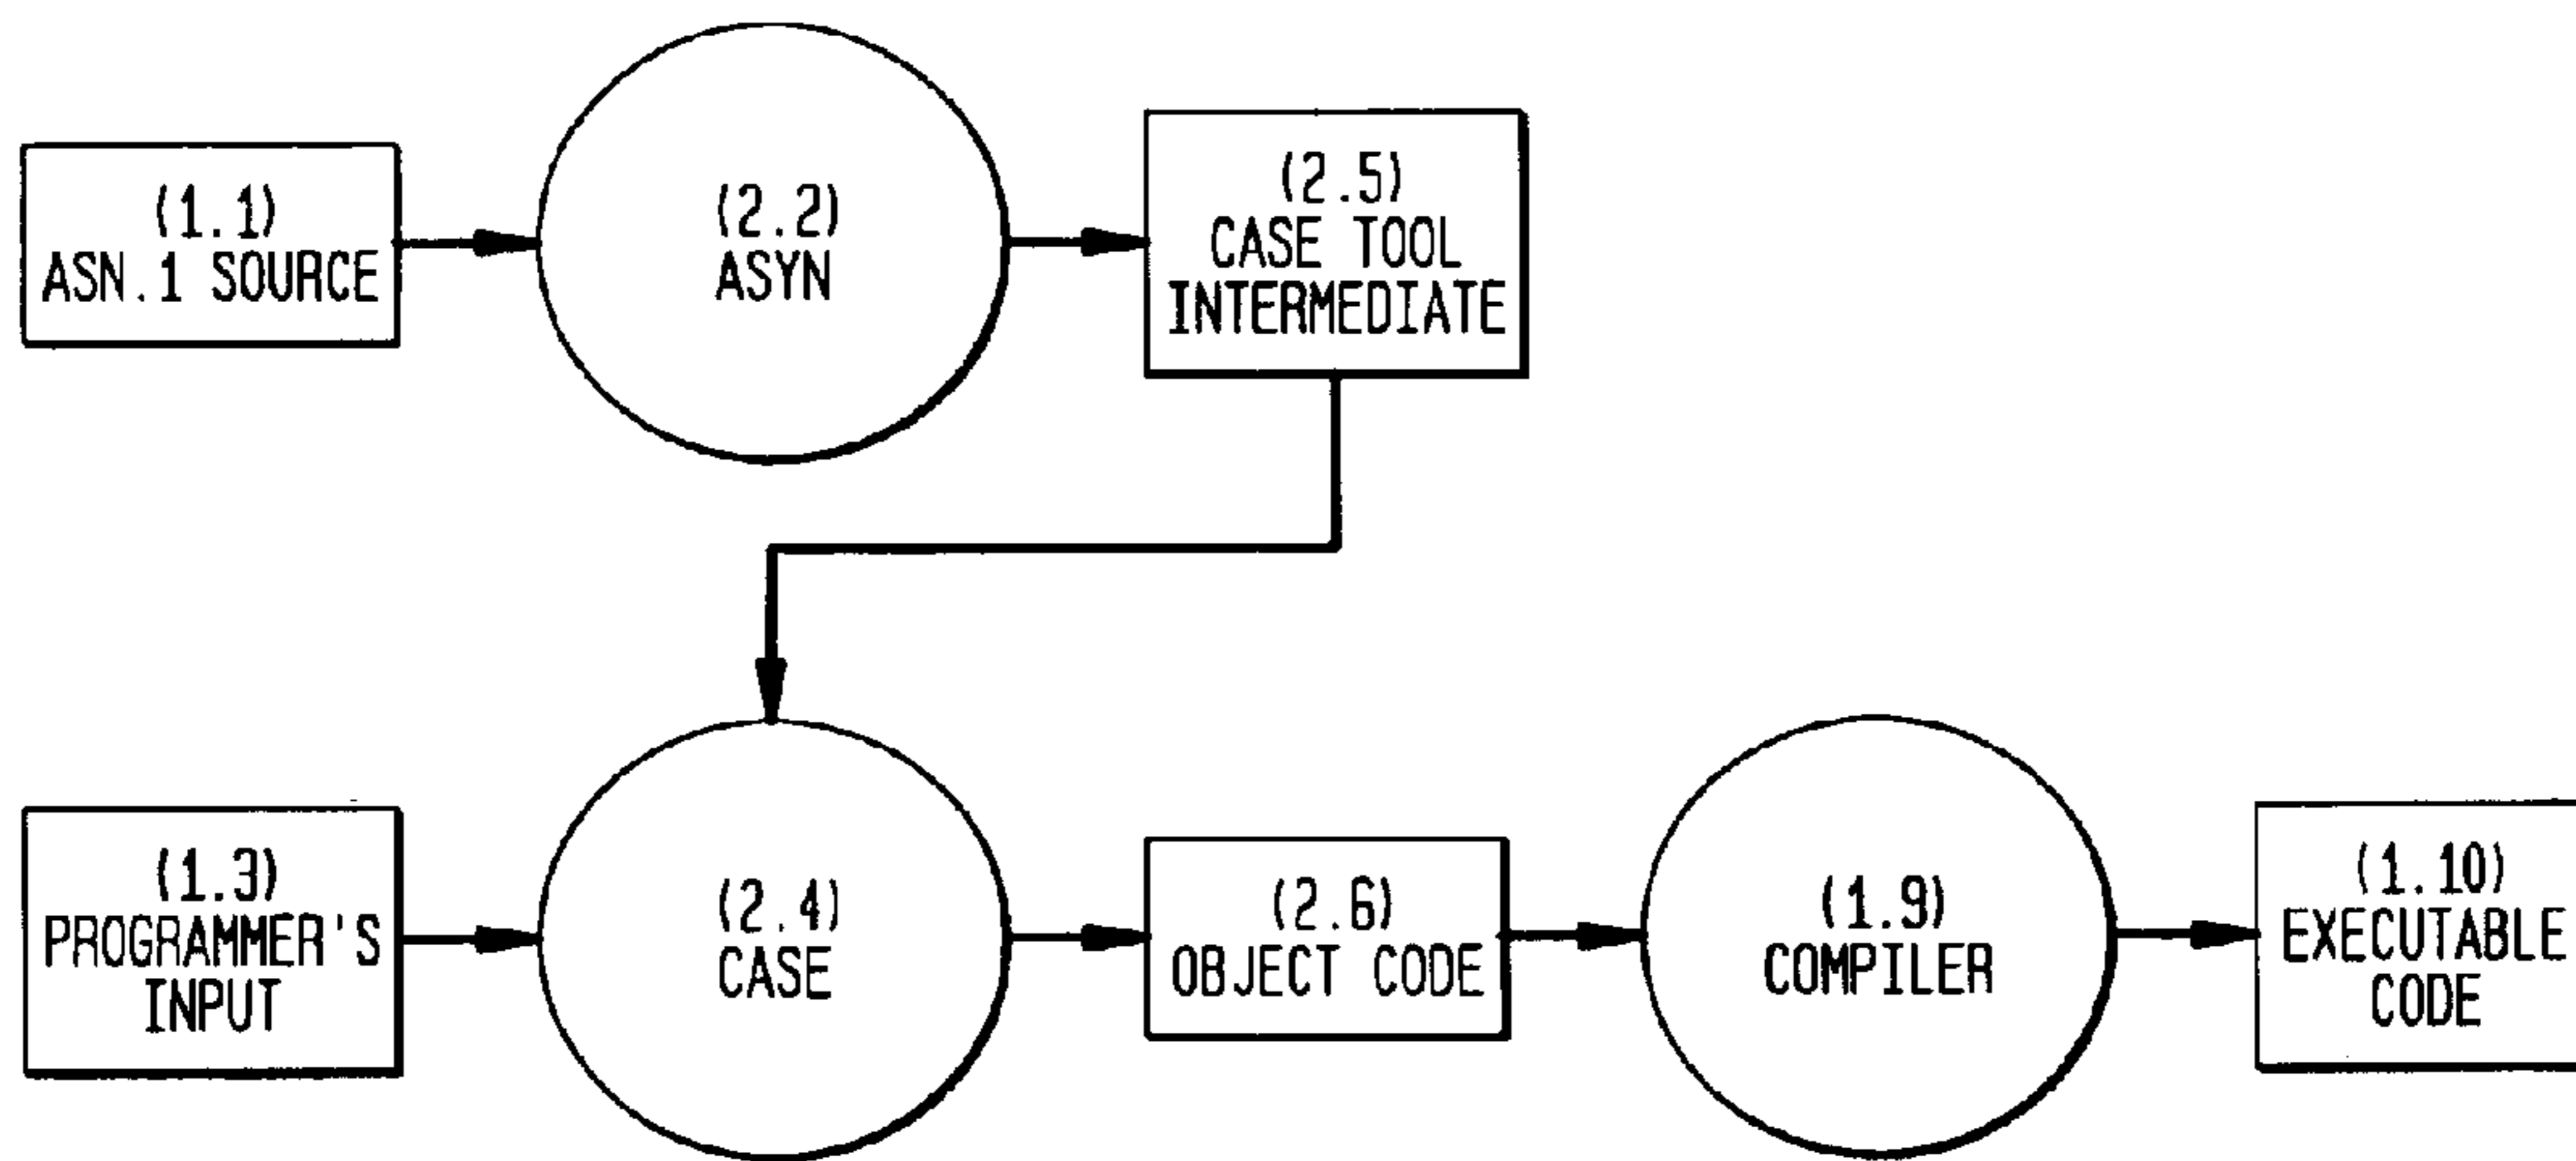 (1.1)
ASN.1 SOURCE
(2.2)
ASYN
(2.5)
CASE TOOL
INTERMEDIATE
(1.3)
PROGRAMMER'S
INPUT
(2.4)
CASE
(2.6)
OBJECT CODE
(1.9)
COMPILER
(1.10)
EXECUTABLE
CODE